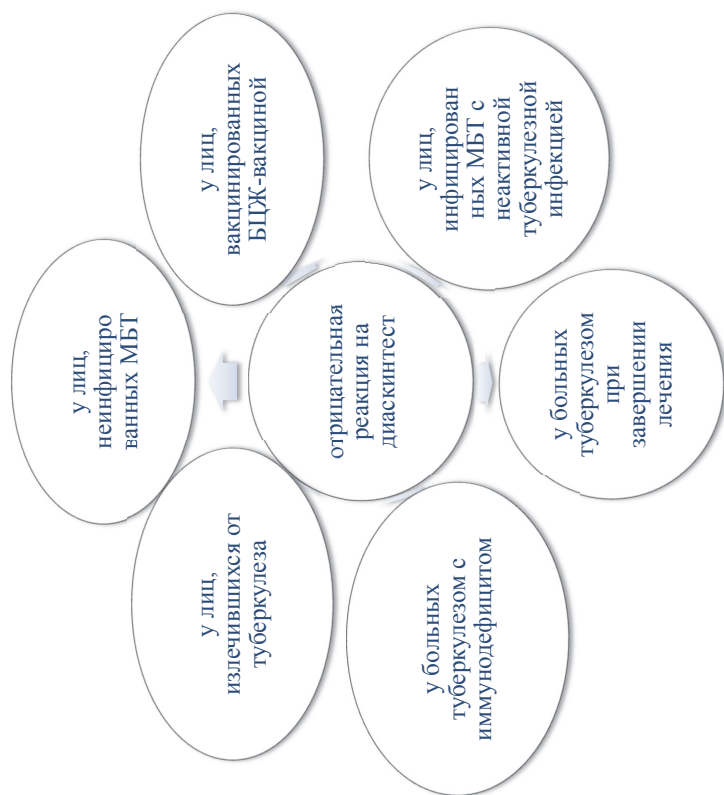 отрицательная
реакция на
диаскинтест
у лиц,
неинфициро
ванных МБТ
у лиц,
вакцинированных
БЦЖ-вакциной
у лиц,
инфицирован
ных МБТ с
неактивной
туберкулезной
инфекцией
у больных
туберкулезом
при
завершении
лечения
у больных
туберкулезом с
иммунодефицитом
у лиц,
излечившихся от
туберкулеза